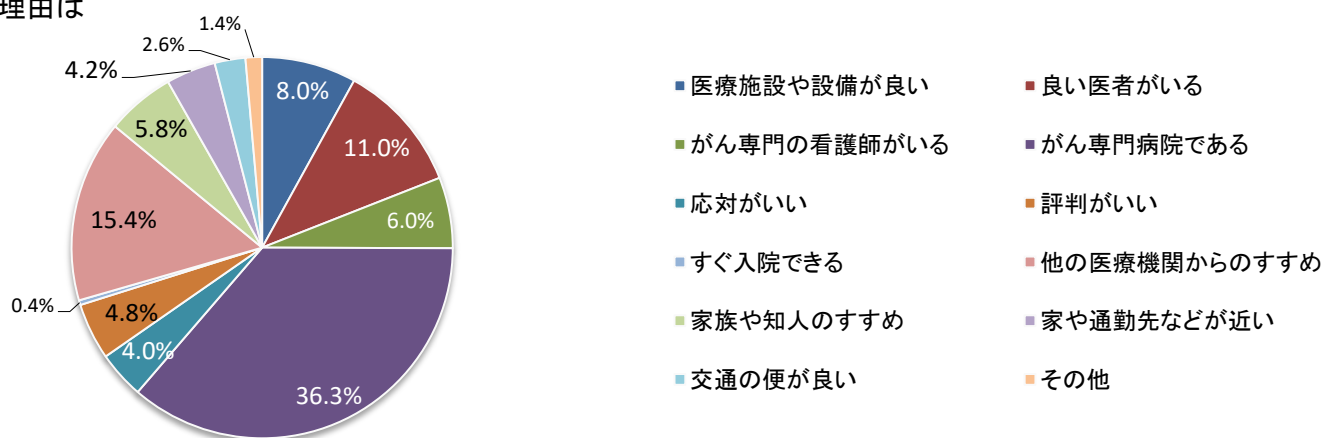 理由は
1.4%
2.6%
4.2%
8.0%
5.8%
11.0%
15.4%
6.0%
0.4%
4.8%
4.0%
36.3%
医療施設や設備が良い
良い医者がいる
がん専門の看護師がいる
がん専門病院である
応対がいい
評判がいい
すぐ入院できる
他の医療機関からのすすめ
家族や知人のすすめ
家や通勤先などが近い
交通の便が良い
その他